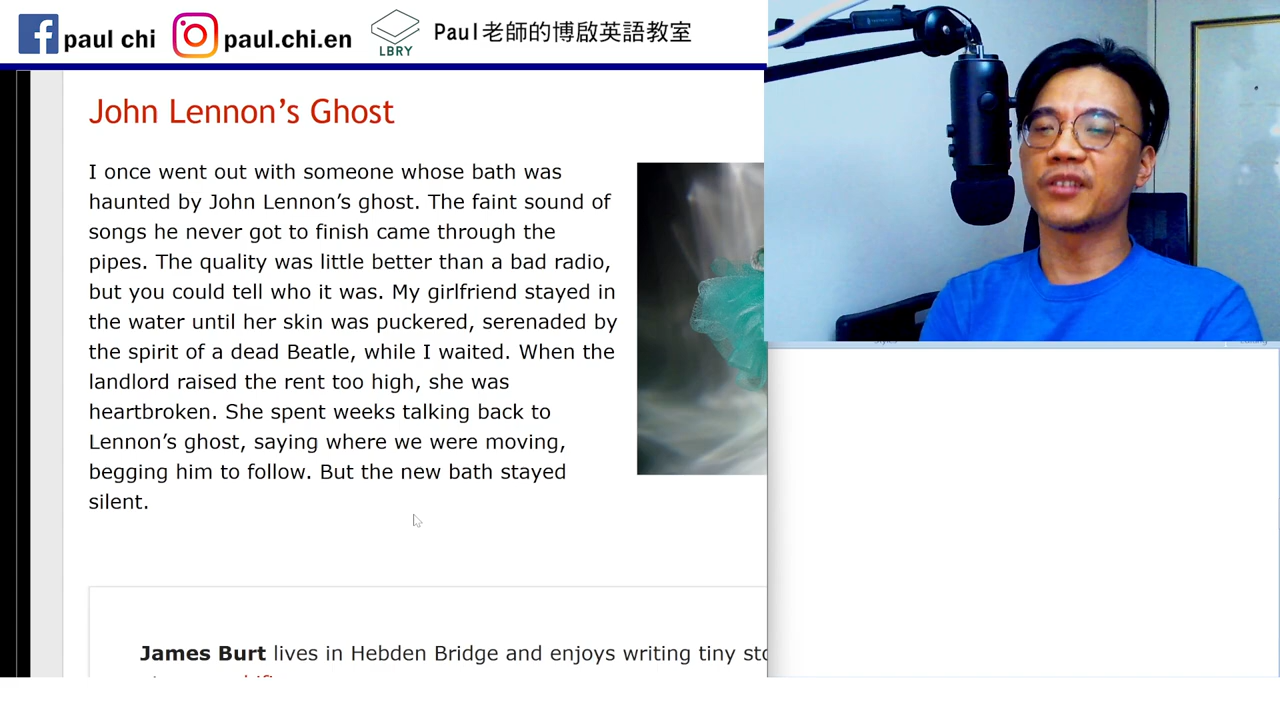 paul chi
paul.chi.en
LBRY
Paul老師的博啟英語教室
John Lennon’s Ghost
I once went out with someone whose bath was
haunted by John Lennon’s ghost. The faint sound of
songs he never got to finish came through the
pipes. The quality was little better than a bad radio,
but you could tell who it was. My girlfriend stayed in
the water until her skin was puckered, serenaded by
the spirit of a dead Beatle, while I waited. When the
landlord raised the rent too high, she was
heartbroken. She spent weeks talking back to
Lennon’s ghost, saying where we were moving,
begging him to follow. But the new bath stayed
silent.
James Burt lives in Hebden Bridge and enjoys writing tiny